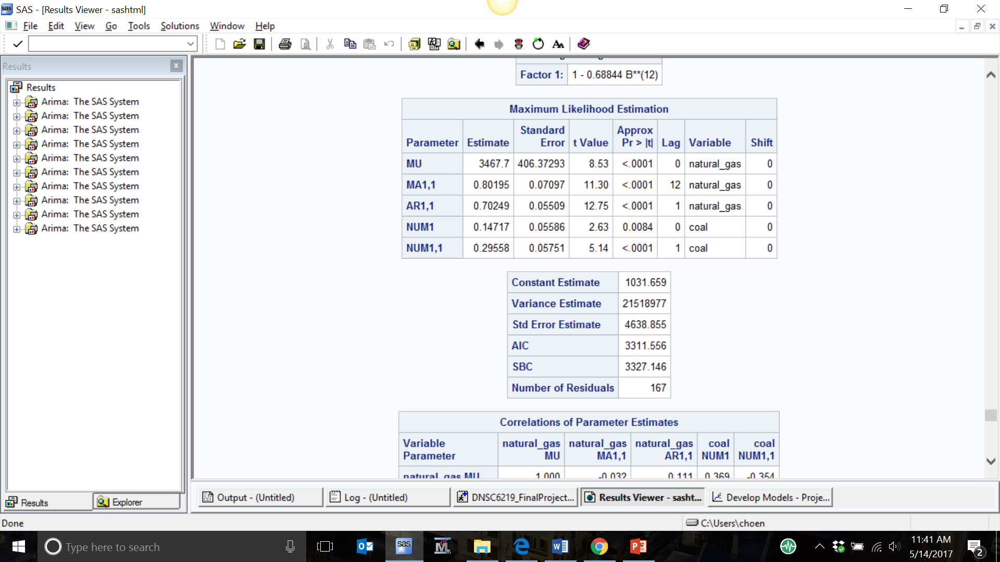 SAS - [Results Viewer - sashtml]
File Edit View Go Tools Solutions Window Help
Results
Results
Arima: The SAS System
Arima: The SAS System
Arima: The SAS System
Arima: The SAS System
Arima: The SAS System
Arima: The SAS System
Arima: The SAS System
Arima: The SAS System
Arima: The SAS System
Arima: The SAS System
Factor 1: 1 - 0.68844 B**(12)
Maximum Likelihood Estimation
Parameter Estimate Standard Error t Value Approx Pr > |t| Lag Variable Shift
MU 3467.7 406.37293 8.53 <.0001 0 natural_gas 0
MA1,1 0.80195 0.07097 11.30 <.0001 12 natural_gas 0
AR1,1 0.70249 0.05509 12.75 <.0001 1 natural_gas 0
NUM1 0.14717 0.05586 2.63 0.0084 0 coal 0
NUM1,1 0.29558 0.05751 5.14 <.0001 1 coal 0
Constant Estimate 1031.659
Variance Estimate 21518977
Std Error Estimate 4638.855
AIC 3311.556
SBC 3327.146
Number of Residuals 167
Correlations of Parameter Estimates
Variable Parameter natural_gas MU natural_gas MA1,1 natural_gas AR1,1 coal NUM1 coal NUM1,1
natural_gas MU 1.000 -0.032 0.111 0.369 -0.354
Results Explorer
Output - (Untitled) Log - (Untitled) DNSC6219_FinalProject... Results Viewer - sasht... Develop Models - Proje...
Done C:\Users\choen
Type here to search
11:41 AM
5/14/2017
2